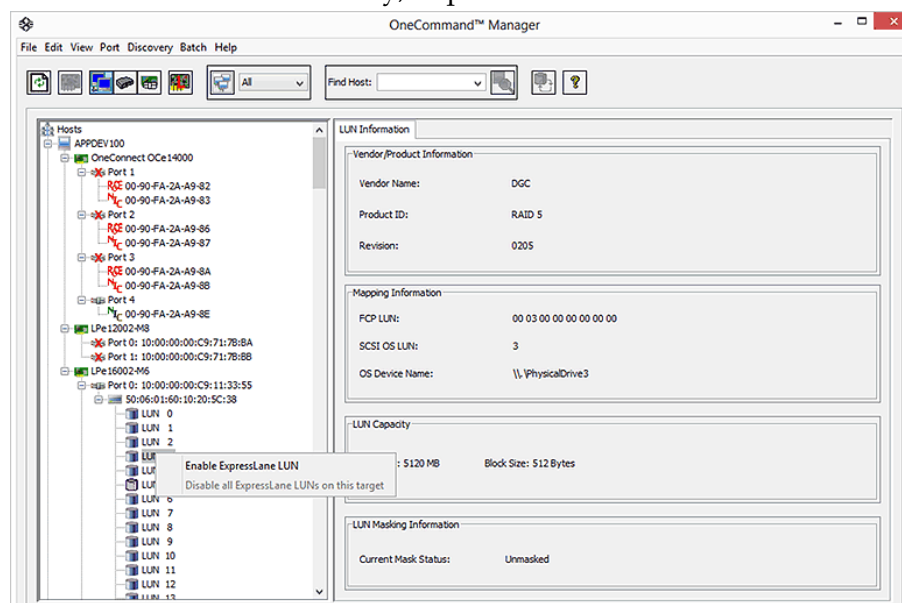 OneCommand™ Manager
File Edit View Port Discovery Batch Help
All
Find Host:
Hosts
APPDEV100
OneConnect OCe14000
Port 1
00-90-FA-2A-A9-82
NIC 00-90-FA-2A-A9-83
Port 2
00-90-FA-2A-A9-86
NIC 00-90-FA-2A-A9-87
Port 3
00-90-FA-2A-A9-8A
NIC 00-90-FA-2A-A9-8B
Port 4
NIC 00-90-FA-2A-A9-8E
LPe12002-M8
Port 0: 10:00:00:00:C9:71:7B:BA
Port 1: 10:00:00:00:C9:71:7B:BB
LPe16002-M6
Port 0: 10:00:00:00:C9:11:33:55
50:06:01:60:10:20:5C:38
LUN 0
LUN 1
LUN 2
Enable ExpressLane LUN
Disable all ExpressLane LUNs on this target
LUN 6
LUN 7
LUN 8
LUN 9
LUN 10
LUN 11
LUN 12
LUN 13
LUN Information
Vendor/Product Information
Vendor Name: DGC
Product ID: RAID 5
Revision: 0205
Mapping Information
FCP LUN: 00 03 00 00 00 00 00 00
SCSI OS LUN: 3
OS Device Name: \\.\PhysicalDrive3
LUN Capacity
: 5120 MB Block Size: 512 Bytes
LUN Masking Information
Current Mask Status: Unmasked